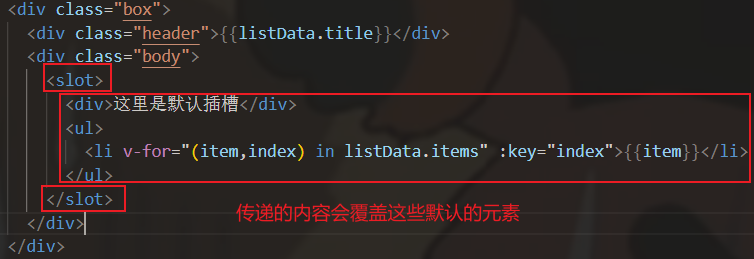 <div class="box">
<div class="header">{{listData.title}}</div>
<div class="body">
<slot>
<div>这里是默认插槽</div>
<ul>
<li v-for="(item,index) in listData.items" :key="index">{{item}}</li>
</ul>
</slot>
传递的内容会覆盖这些默认的元素
</div>
</div>